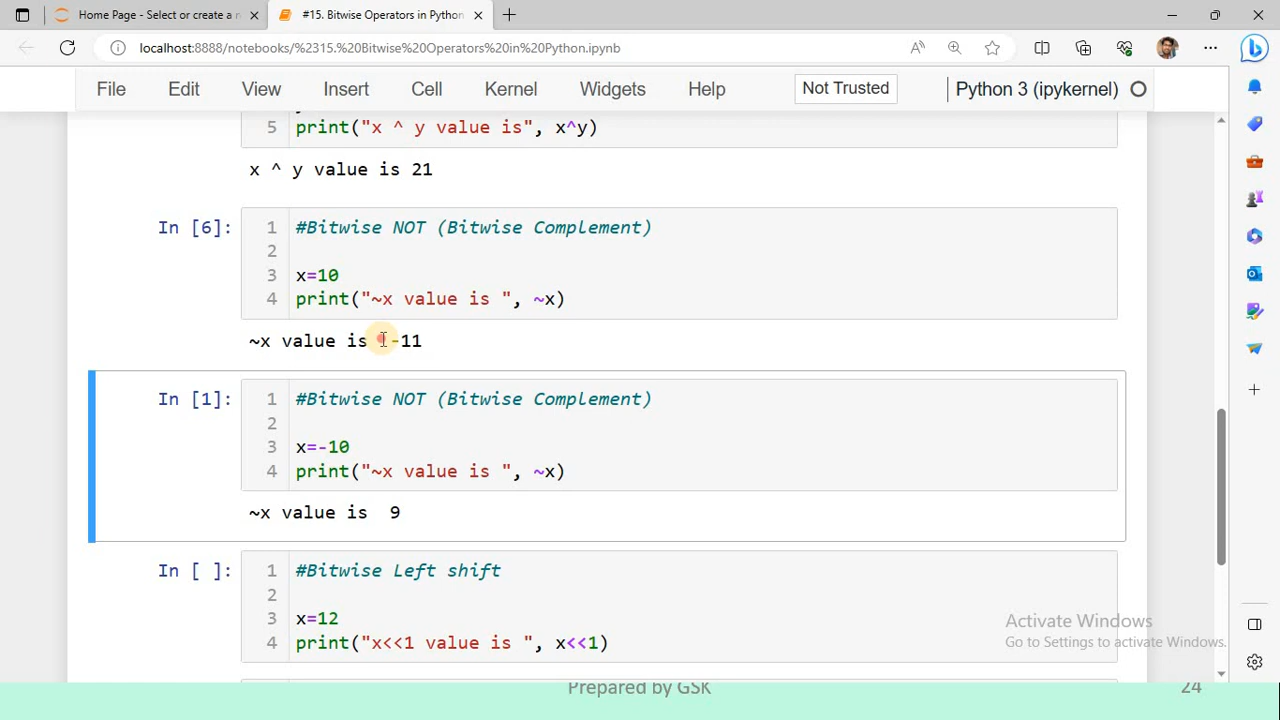 Home Page - Select or create a n
#15. Bitwise Operators in Python
localhost:8888/notebooks/%2315.%20Bitwise%20Operators%20in%20Python.ipynb
File Edit View Insert Cell Kernel Widgets Help Not Trusted Python 3 (ipykernel)
5 print("x ^ y value is", x^y)
x ^ y value is 21
In [6]: 1 #Bitwise NOT (Bitwise Complement)
2
3 x=10
4 print("~x value is ", ~x)
~x value is -11
In [1]: 1 #Bitwise NOT (Bitwise Complement)
2
3 x=-10
4 print("~x value is ", ~x)
~x value is  9
In [ ]: 1 #Bitwise Left shift
2
3 x=12
4 print("x<<1 value is ", x<<1)
Activate Windows
Go to Settings to activate Windows.
Prepared by GSK
24